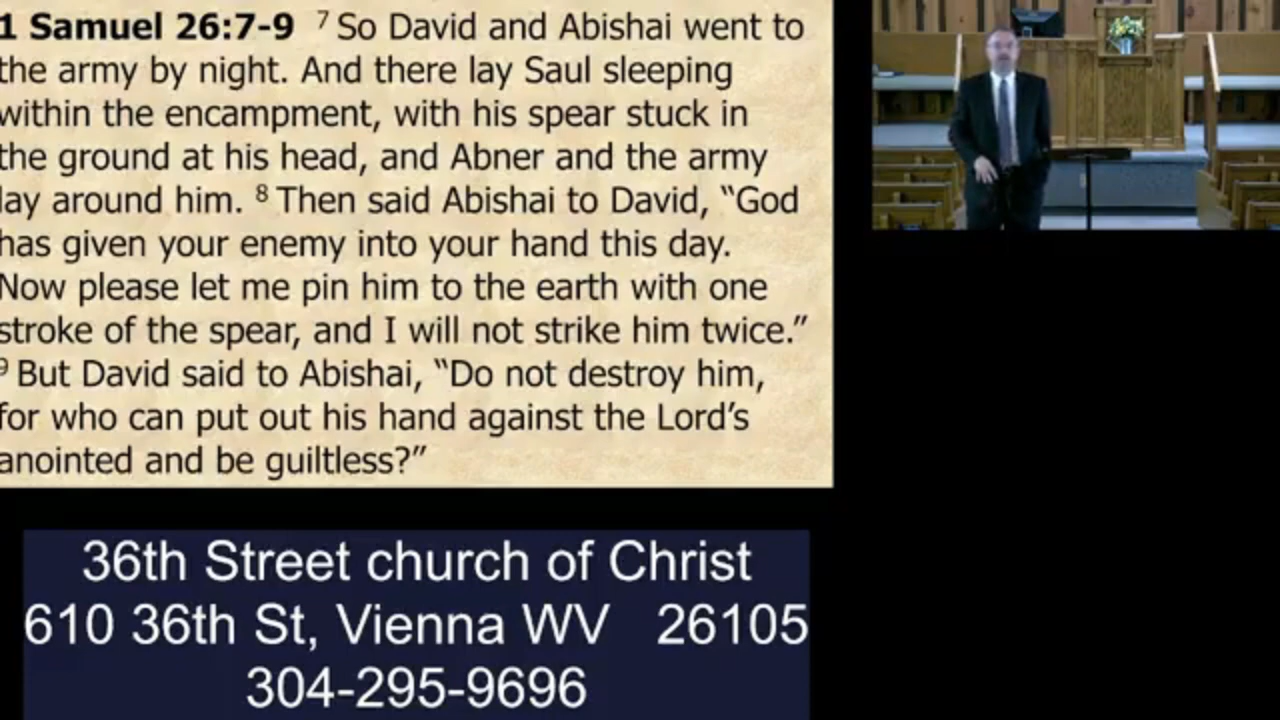 1 Samuel 26:7-9 ⁷ So David and Abishai went to
the army by night. And there lay Saul sleeping
within the encampment, with his spear stuck in
the ground at his head, and Abner and the army
lay around him. ⁸ Then said Abishai to David, “God
has given your enemy into your hand this day.
Now please let me pin him to the earth with one
stroke of the spear, and I will not strike him twice.”
⁹ But David said to Abishai, “Do not destroy him,
for who can put out his hand against the Lord’s
anointed and be guiltless?”
36th Street church of Christ
610 36th St, Vienna WV 26105
304-295-9696